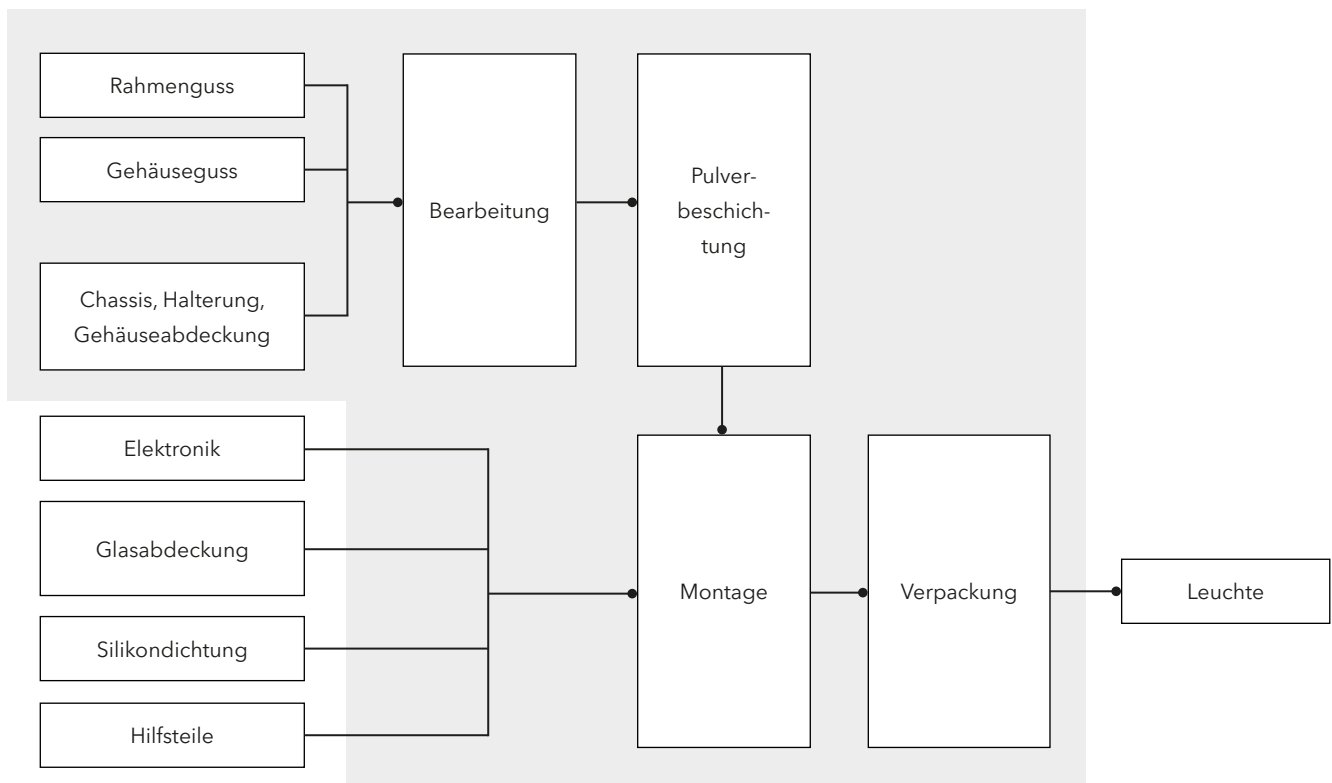 Rahmenguss
Gehäuseguss
Chassis, Halterung,
Gehäuseabdeckung
Bearbeitung
Pulver-
beschich-
tung
Elektronik
Glasabdeckung
Silikondichtung
Hilfsteile
Montage
Verpackung
Leuchte